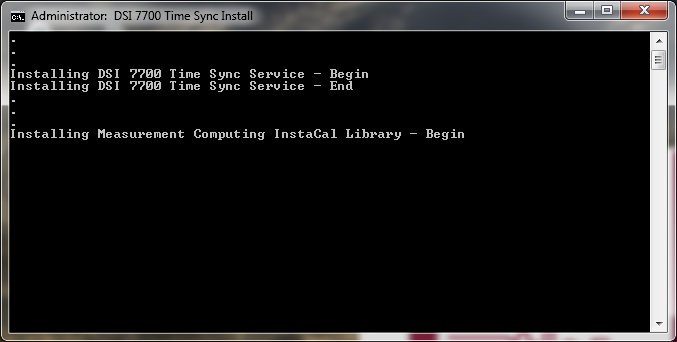 C:\.
Administrator:  DSI 7700 Time Sync Install
.
.
.
Installing DSI 7700 Time Sync Service - Begin
Installing DSI 7700 Time Sync Service - End
.
.
.
Installing Measurement Computing InstaCal Library - Begin